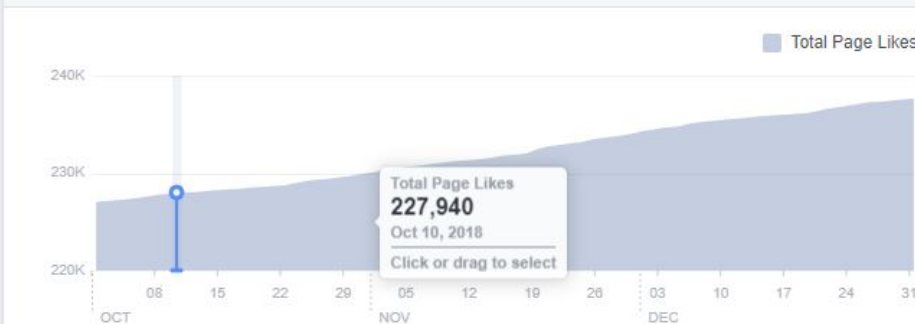 Total Page Likes
240K
230K
220K
Total Page Likes
227,940
Oct 10, 2018
Click or drag to select
08 15 22 29 05 12 19 26 03 10 17 24 31
OCT NOV DEC